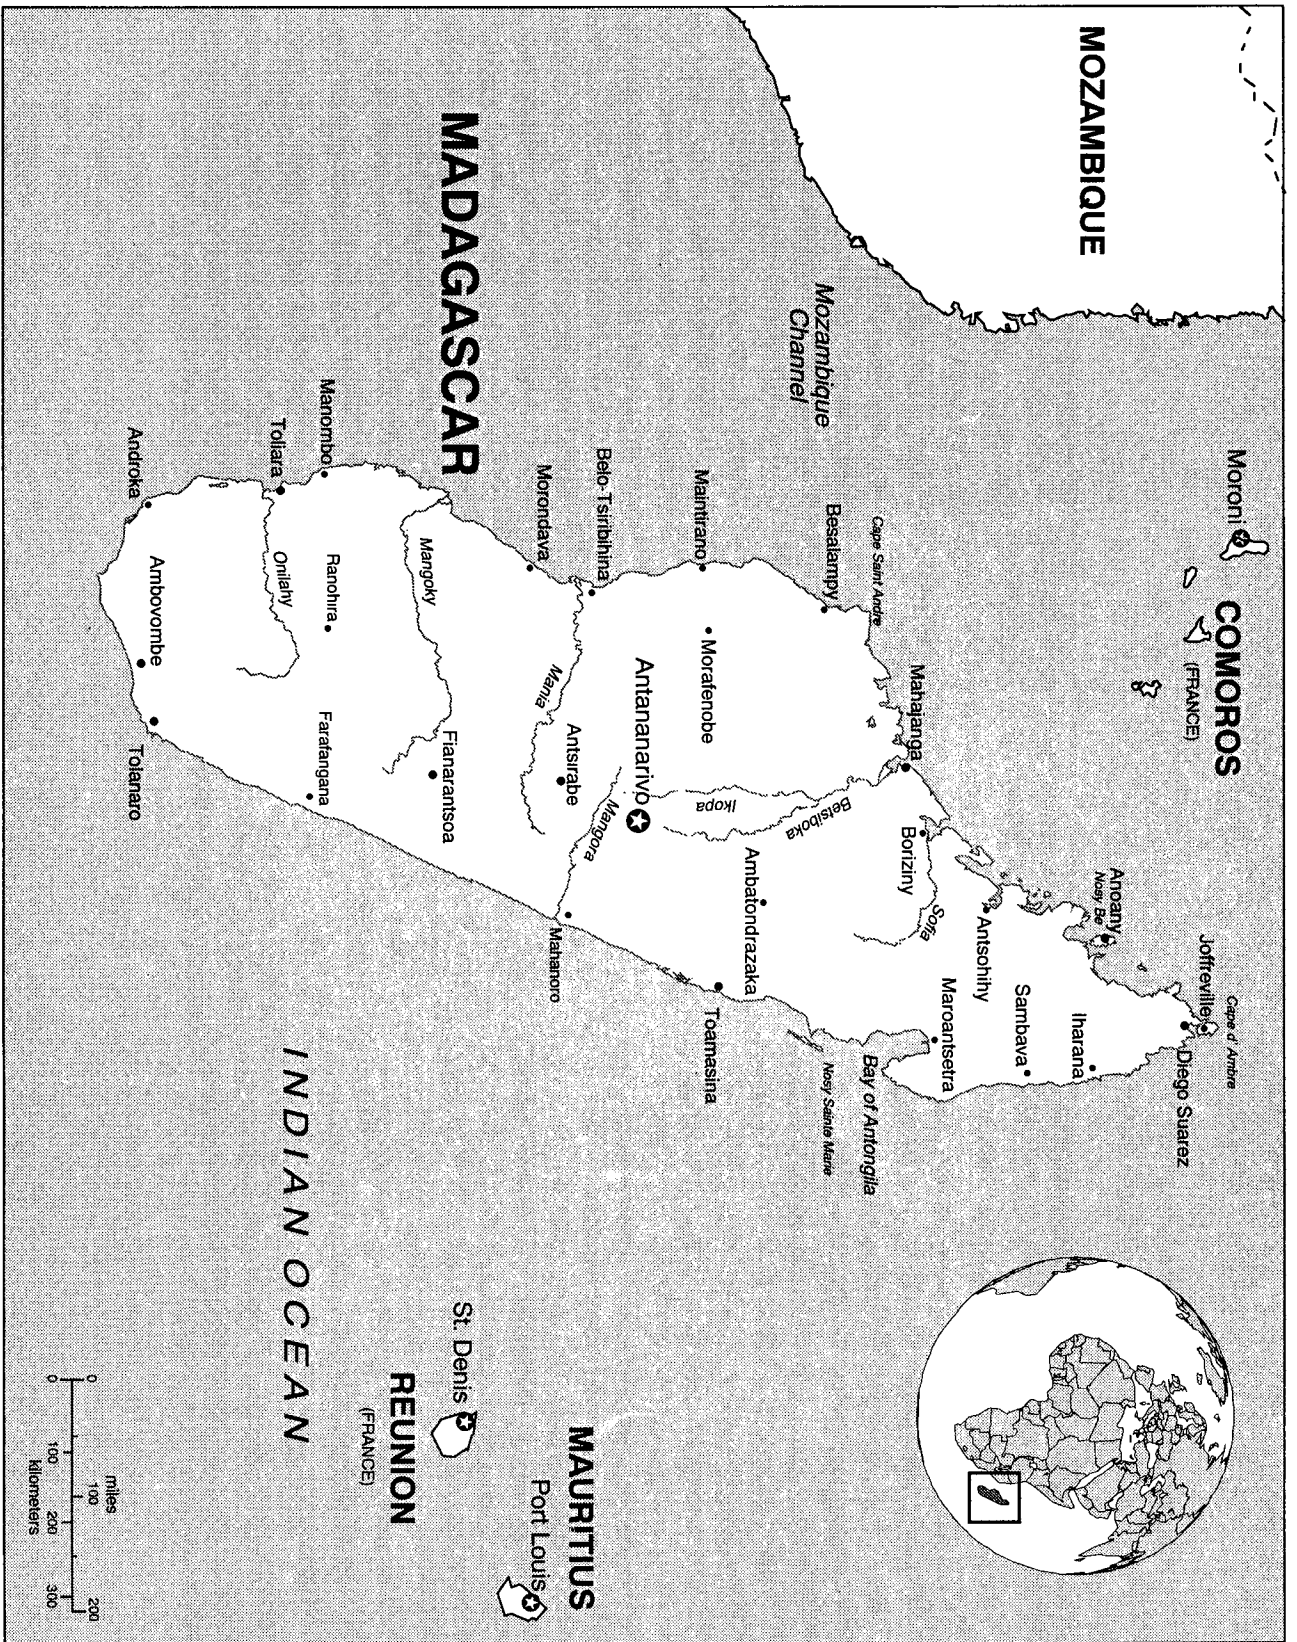 MOZAMBIQUE
Moroni
COMOROS
(FRANCE)
Mozambique
Channel
Cape d' Ambre
Joffreville
Diego Suarez
Anoany
Nosy Be
Iharana
Sambava
Antsohihy
Maroantsetra
Sofia
Boriziny
Mahajanga
Cape Saint Andre
Besalampy
Bay of Antongila
Nosy Sainte Marie
Betsiboka
Ikopa
Ambatondrazaka
Maintirano
Morafenobe
Toamasina
Antananarivo
Belo-Tsiribihina
Mangora
Antsirabe
Mania
Mahanoro
Morondava
MADAGASCAR
Fianarantsoa
Mangoky
Manombo
Ranohira
Farafangana
Toliara
Onilahy
Androka
Ambovombe
Tolanaro
INDIAN OCEAN
MAURITIUS
Port Louis
St. Denis
REUNION
(FRANCE)
miles
0 100 200
0 100 200 300
kilometers